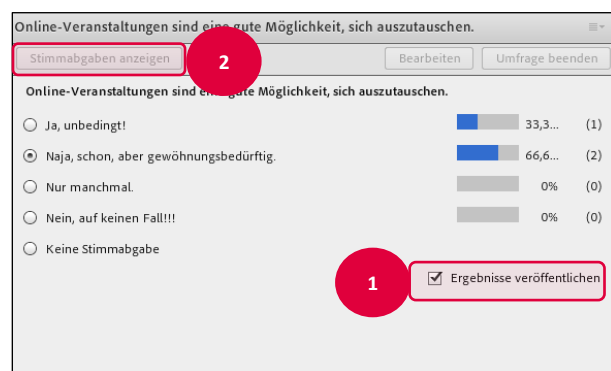 Online-Veranstaltungen sind eine gute Möglichkeit, sich auszutauschen.
Stimmabgaben anzeigen 2 Bearbeiten Umfrage beenden
Online-Veranstaltungen sind eine gute Möglichkeit, sich auszutauschen.
Ja, unbedingt! 33,3... (1)
Naja, schon, aber gewöhnungsbedürftig. 66,6... (2)
Nur manchmal. 0% (0)
Nein, auf keinen Fall!!! 0% (0)
Keine Stimmabgabe
1 Ergebnisse veröffentlichen